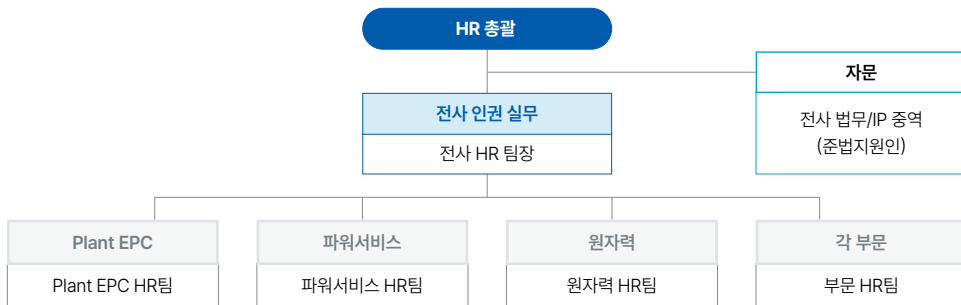 HR 총괄
자문
전사 법무/IP 중역
(준법지원인)
전사 인권 실무
전사 HR 팀장
Plant EPC
Plant EPC HR팀
파워서비스
파워서비스 HR팀
원자력
원자력 HR팀
각 부문
부문 HR팀